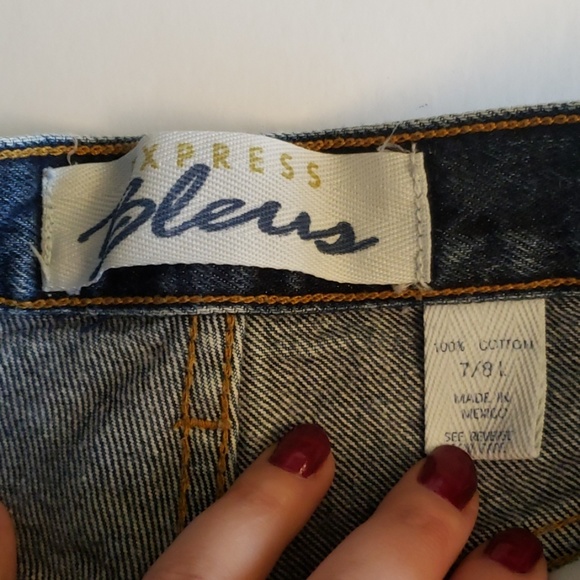 EXPRESS
bleus
100% COTTON
7/8 L
MADE IN
MEXICO
SEE REVERSE